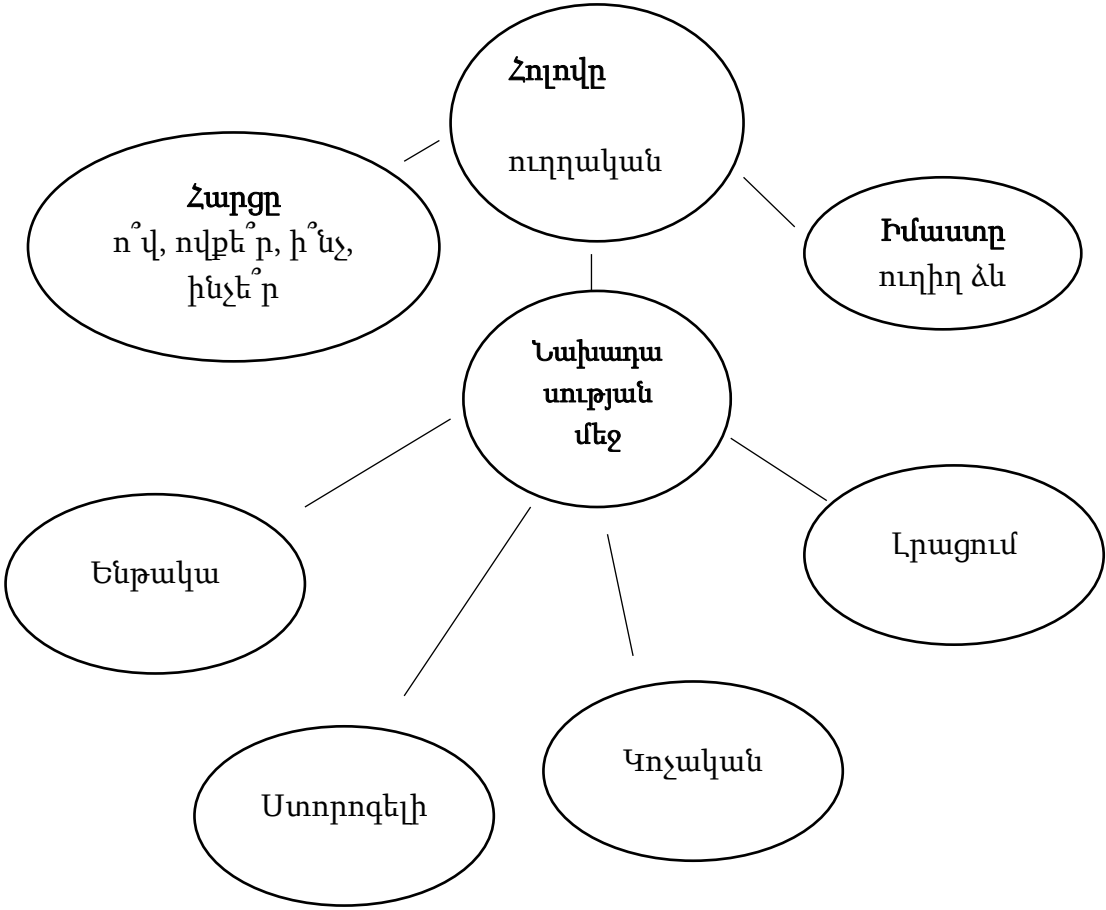 Հոլովը
ուղղական
Հարցը
ո՞վ, ովքե՞ր, ի՞նչ,
ինչե՞ր
Իմաստը
ուղիղ ձև
Նախադա
սության
մեջ
Ենթակա
Լրացում
Ստորոգելի
Կոչական